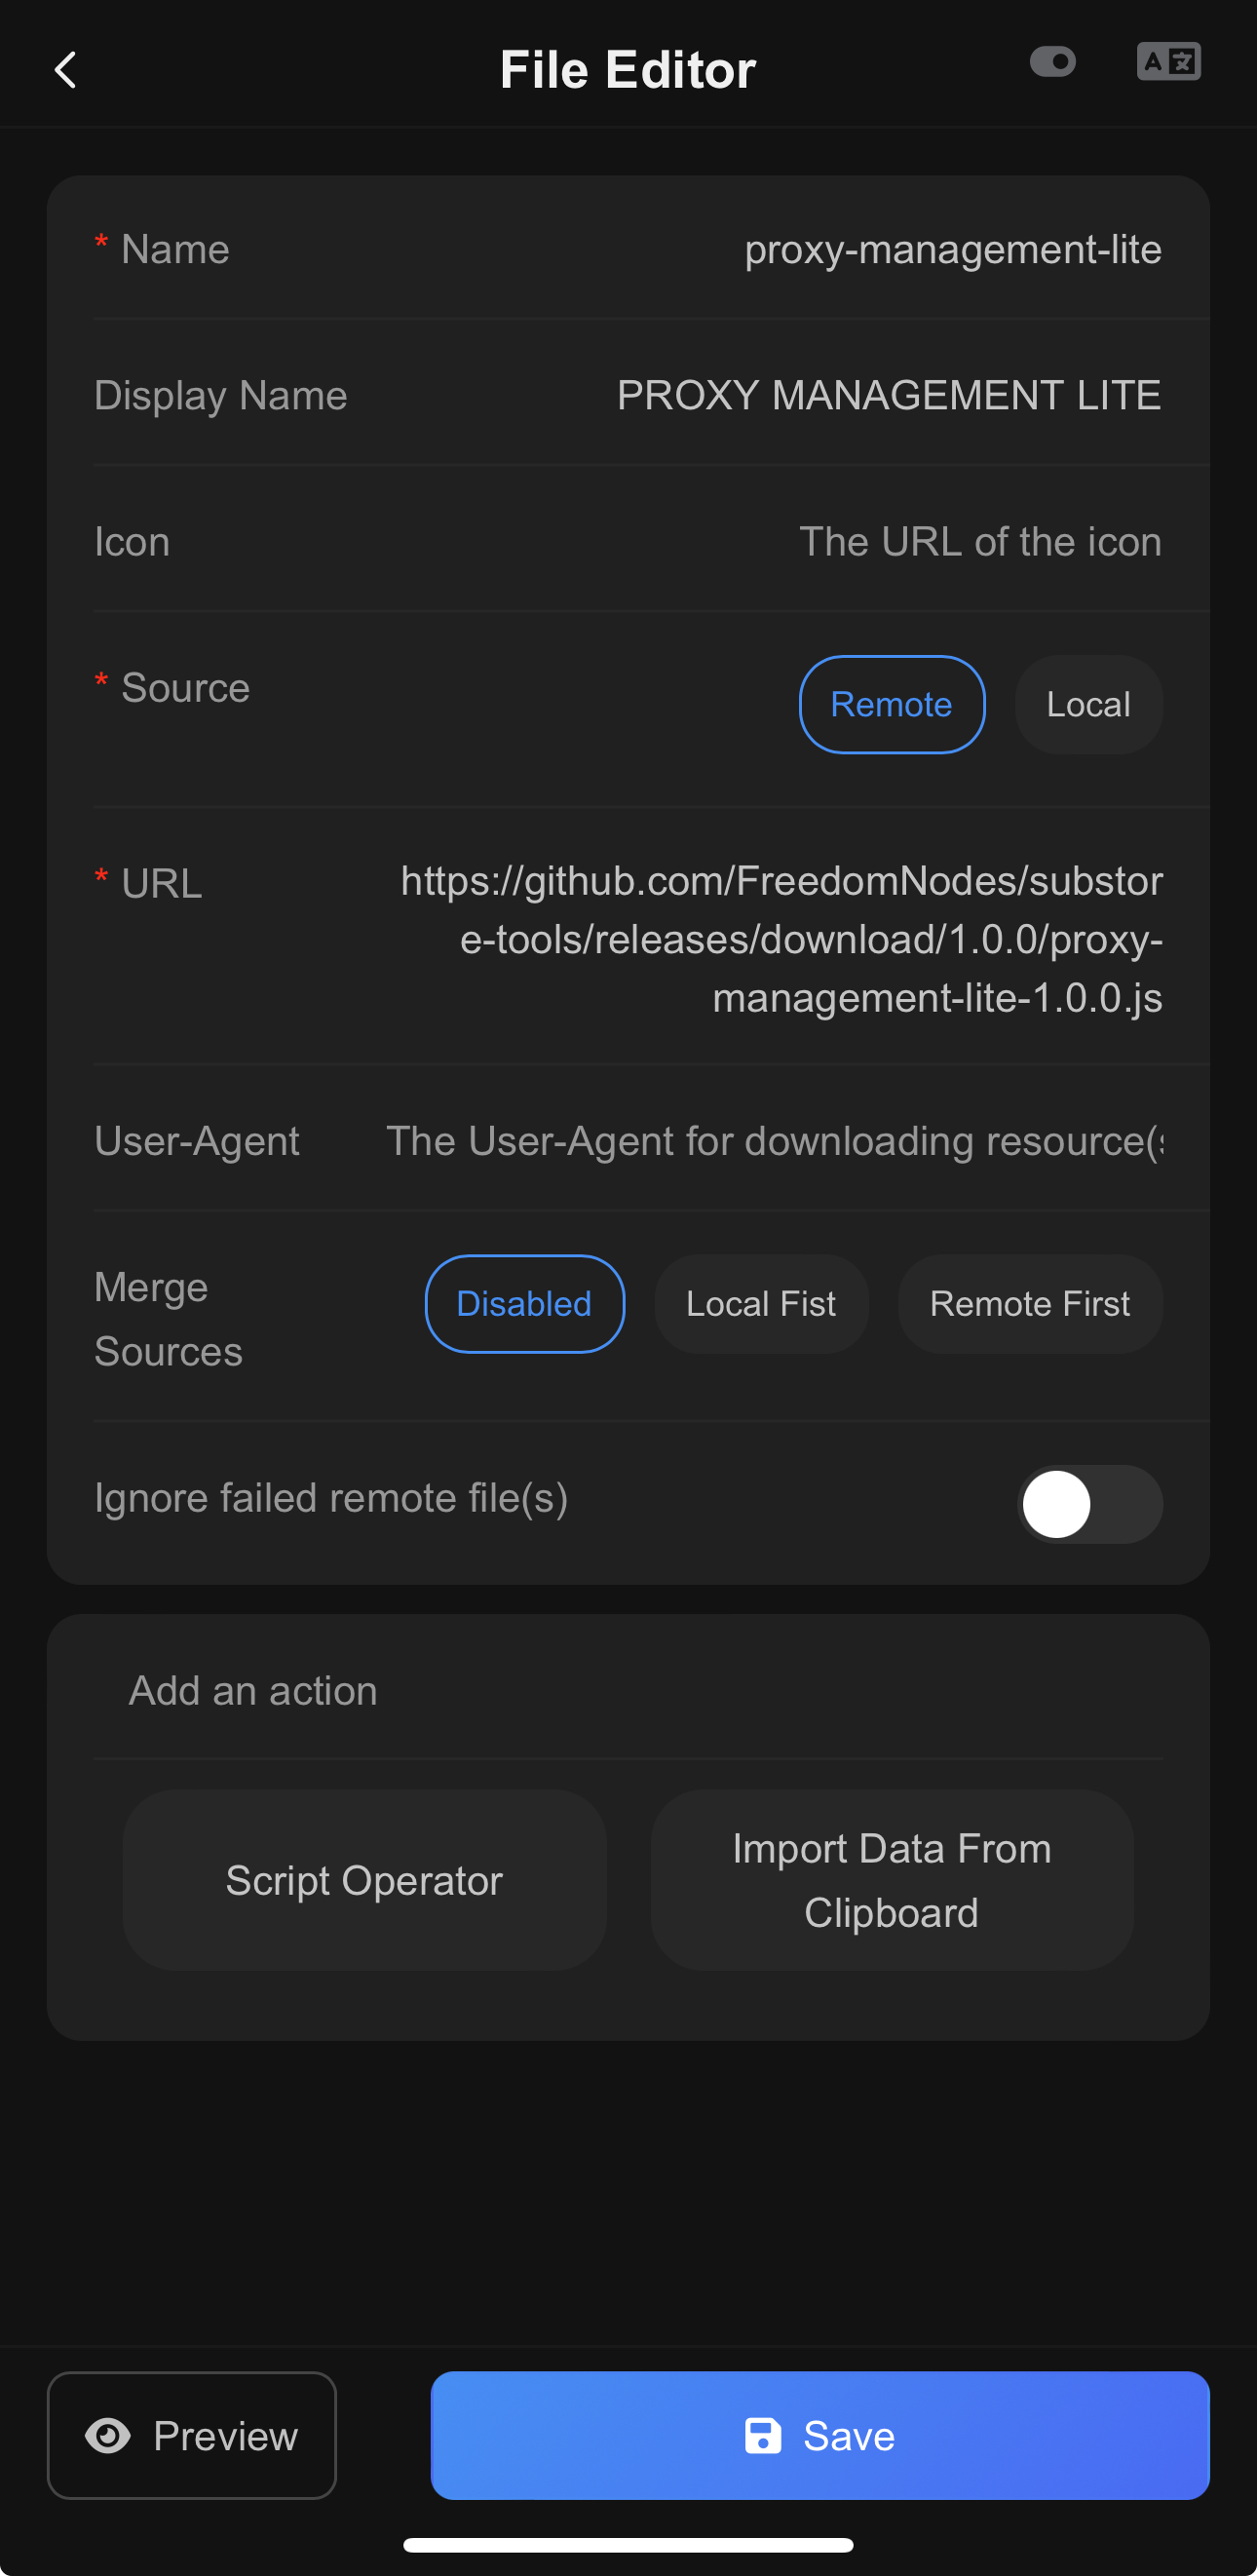 File Editor
A 文
* Name
proxy-management-lite
Display Name
PROXY MANAGEMENT LITE
Icon
The URL of the icon
* Source
Remote
Local
* URL
https://github.com/FreedomNodes/substor
e-tools/releases/download/1.0.0/proxy-
management-lite-1.0.0.js
User-Agent
The User-Agent for downloading resource(
Merge
Sources
Disabled
Local Fist
Remote First
Ignore failed remote file(s)
Add an action
Script Operator
Import Data From
Clipboard
Preview
Save